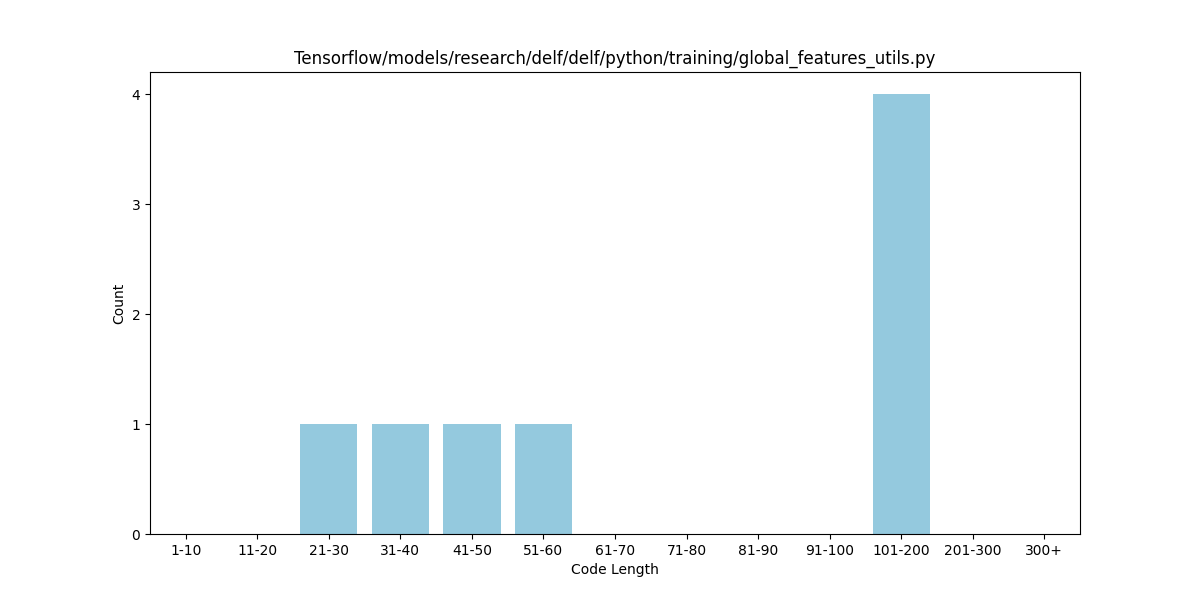 Tensorflow/models/research/delf/delf/python/training/global_features_utils.py
4
3
2
1
0
Count
1-10 11-20 21-30 31-40 41-50 51-60 61-70 71-80 81-90 91-100 101-200 201-300 300+
Code Length